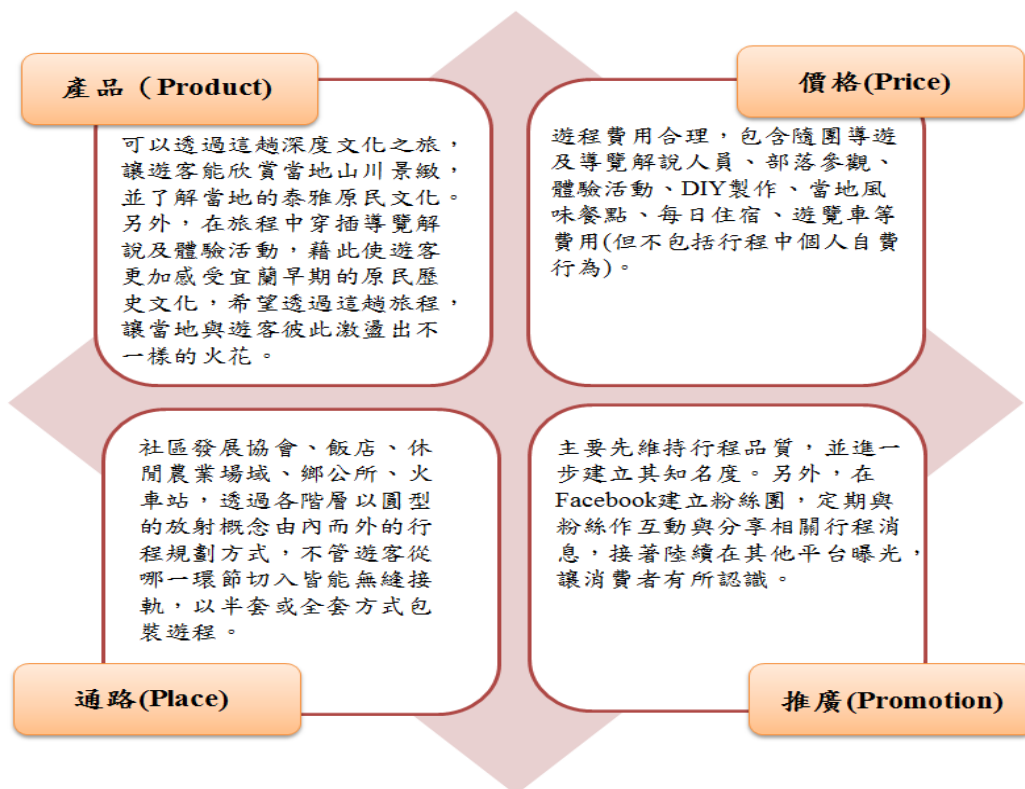 產品（Product)
可以透過這趟深度文化之旅，
讓遊客能欣賞當地山川景緻，
並了解當地的泰雅原民文化。
另外，在旅程中穿插導覽解
說及體驗活動，藉此使遊客
更加感受宜蘭早期的原民歷
史文化，希望透過這趟旅程，
讓當地與遊客彼此激盪出不
一樣的火花。
價格(Price)
遊程費用合理，包含隨團導遊
及導覽解說人員、部落參觀、
體驗活動、DIY製作、當地風
味餐點、每日住宿、遊覽車等
費用(但不包括行程中個人自費
行為)。
社區發展協會、飯店、休
閒農業場域、鄉公所、火
車站，透過各階層以圓型
的放射概念由內而外的行
程規劃方式，不管遊客從
哪一環節切入皆能無縫接
軌，以半套或全套方式包
裝遊程。
通路(Place)
主要先維持行程品質，並進一
步建立其知名度。另外，在
Facebook建立粉絲團，定期與
粉絲作互動與分享相關行程消
息，接著陸續在其他平台曝光，
讓消費者有所認識。
推廣(Promotion)